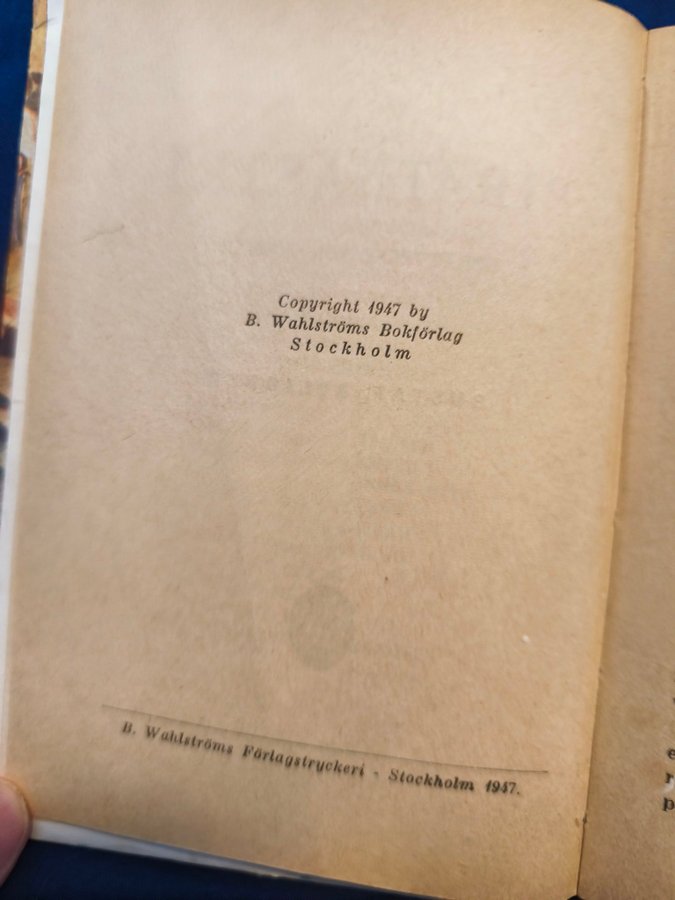 Copyright 1947 by
B. Wahlströms Bokförlag
Stockholm
B. Wahlströms Förlagstryckeri - Stockholm 1947.